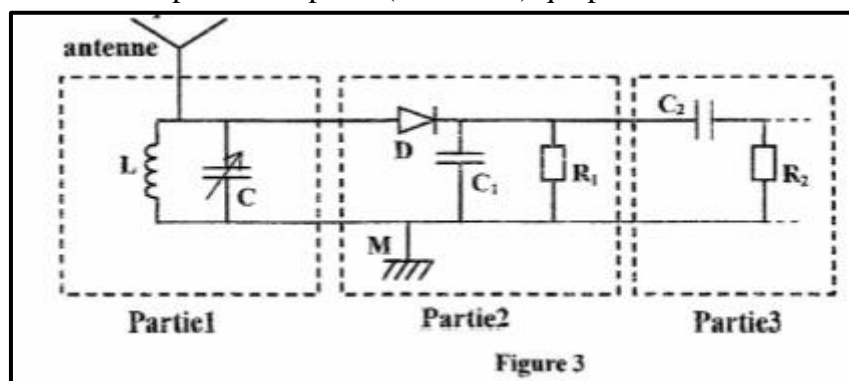 antenne
L
C
D
C₁
R₁
C₂
R₂
M
Partie1
Partie2
Partie3
Figure 3